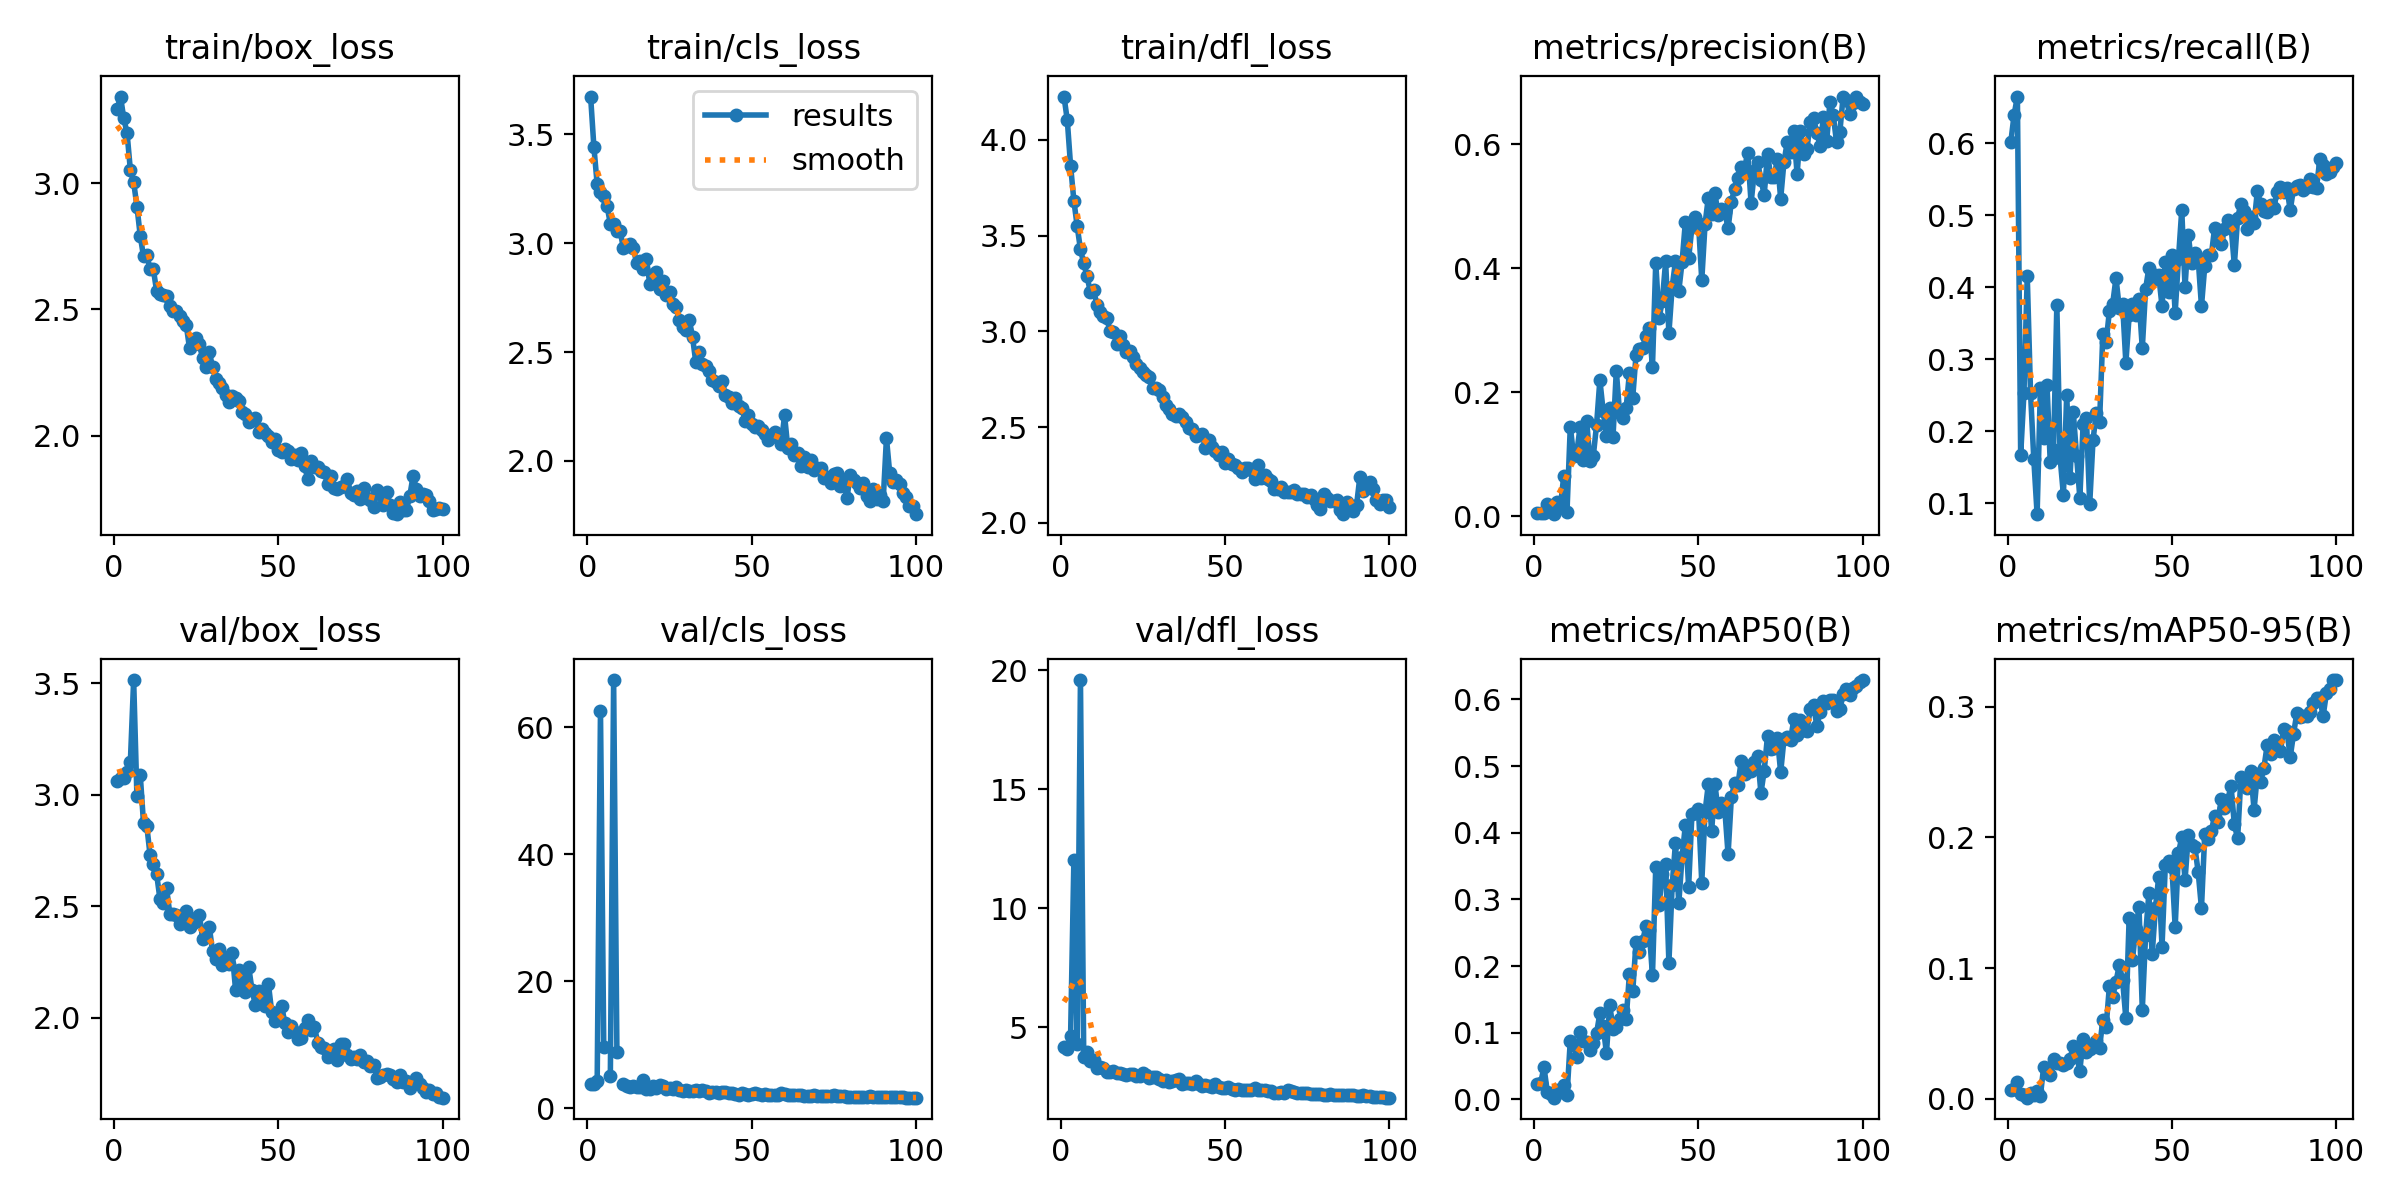 train/box_loss
3.0
2.5
2.0
0 50 100
train/cls_loss
results
smooth
3.5
3.0
2.5
2.0
0 50 100
train/dfl_loss
4.0
3.5
3.0
2.5
2.0
0 50 100
metrics/precision(B)
0.6
0.4
0.2
0.0
0 50 100
metrics/recall(B)
0.6
0.5
0.4
0.3
0.2
0.1
0 50 100
val/box_loss
3.5
3.0
2.5
2.0
0 50 100
val/cls_loss
60
40
20
0
0 50 100
val/dfl_loss
20
15
10
5
0 50 100
metrics/mAP50(B)
0.6
0.5
0.4
0.3
0.2
0.1
0.0
0 50 100
metrics/mAP50-95(B)
0.3
0.2
0.1
0.0
0 50 100